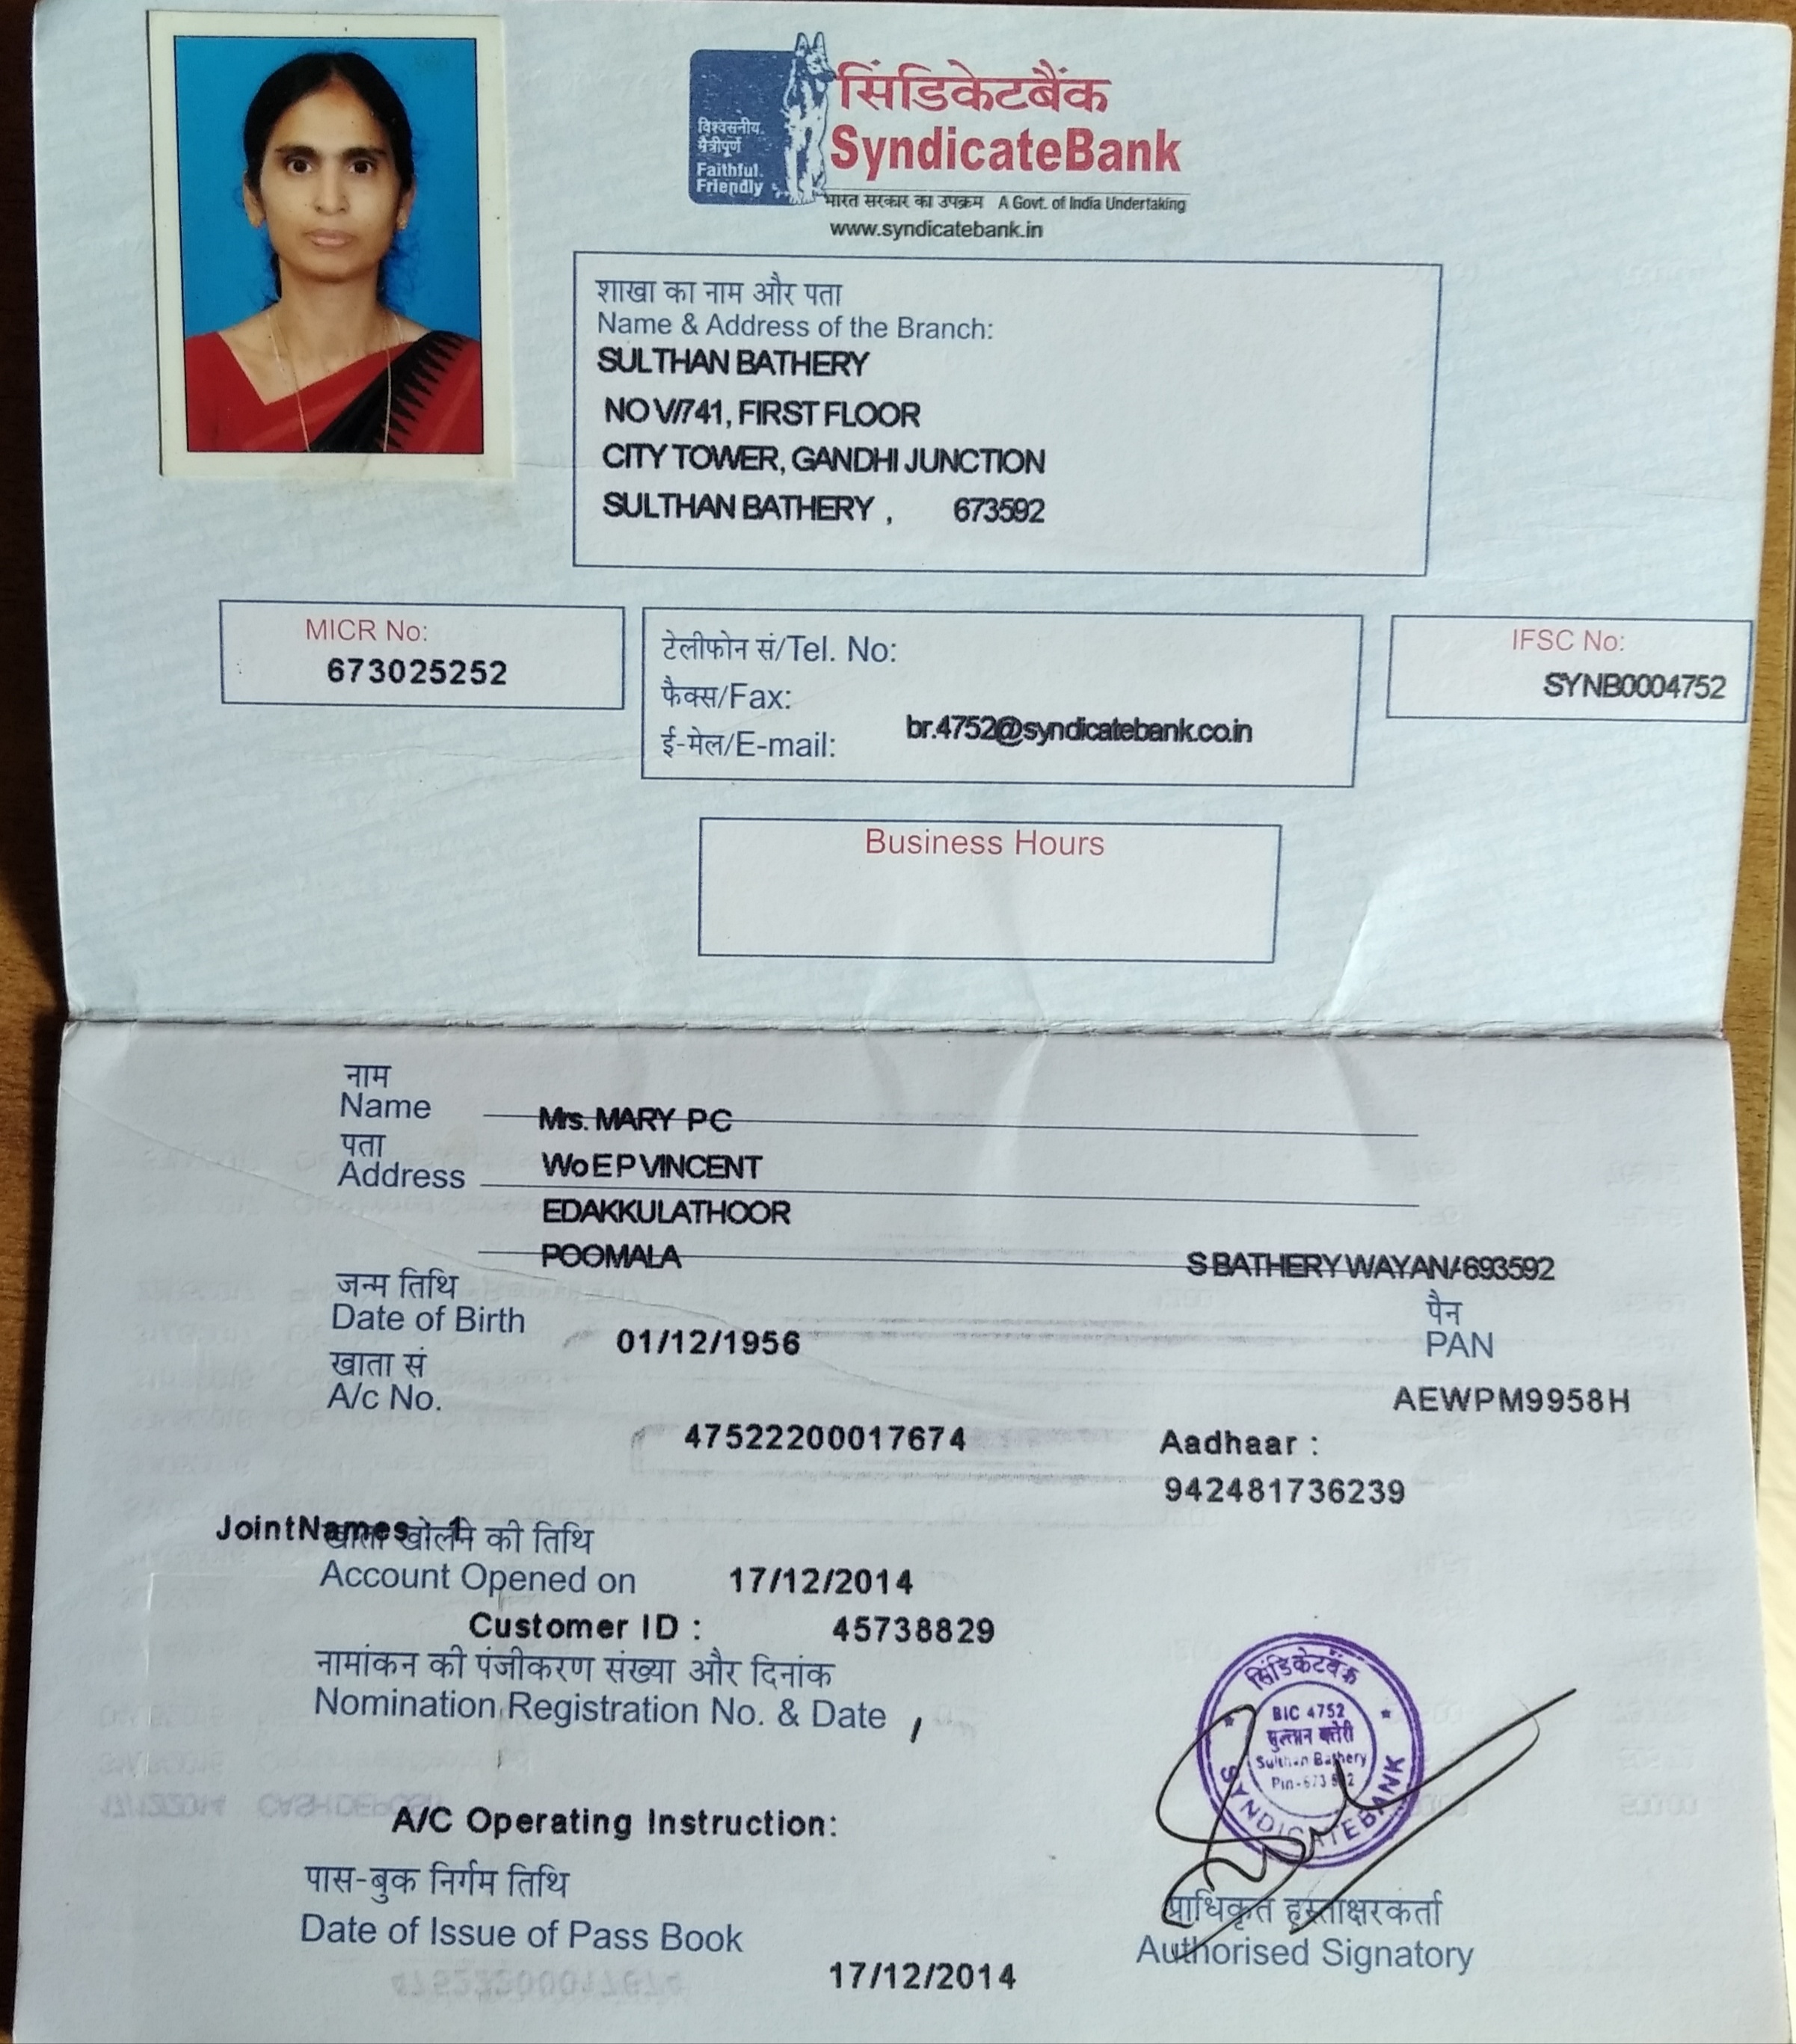 विश्वसनीय.
मैत्रीपूर्ण
Faithful.
Friendly
सिंडिकेटबैंक
SyndicateBank
भारत सरकार का उपक्रम A Govt. of India Undertaking
www.syndicatebank.in
शाखा का नाम और पता
Name & Address of the Branch:
SULTHAN BATHERY
NO V/741, FIRST FLOOR
CITY TOWER, GANDHI JUNCTION
SULTHAN BATHERY , 673592
MICR No:
673025252
टेलीफोन सं/Tel. No:
फैक्स/Fax:
ई-मेल/E-mail: br.4752@syndicatebank.co.in
IFSC No:
SYNB0004752
Business Hours
नाम
Name Mrs. MARY P C
पता
Address Wo E P VINCENT
EDAKKULATHOOR
POOMALA S BATHERY WAYANA 693592
जन्म तिथि
Date of Birth 01/12/1956
पैन
PAN
AEWPM9958H
खाता सं
A/c No.
47522200017674
Aadhaar :
942481736239
JointNames : 1
खाता खोलने की तिथि
Account Opened on 17/12/2014
Customer ID : 45738829
नामांकन की पंजीकरण संख्या और दिनांक
Nomination Registration No. & Date /
A/C Operating Instruction:
पास-बुक निर्गम तिथि
Date of Issue of Pass Book
17/12/2014
सिंडिकेटबैंक
BIC 4752
सुल्तान बत्तेरी
Sulthan Bathery
Pin-673 592
SYNDICATEBANK
प्राधिकृत हस्ताक्षरकर्ता
Authorised Signatory